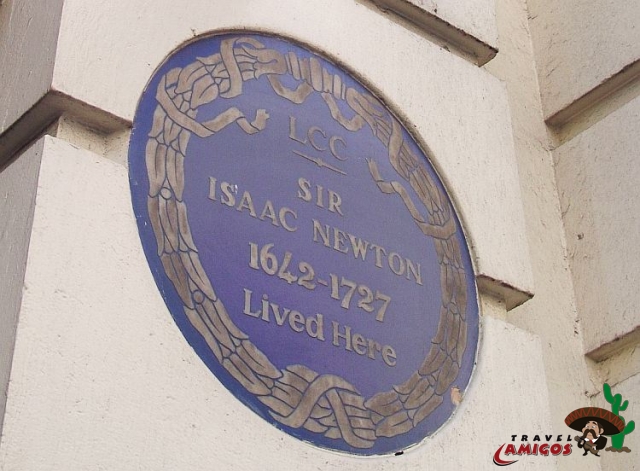 LCC
SIR
ISAAC NEWTON
1642-1727
Lived Here
TRAVEL
AMIGOS